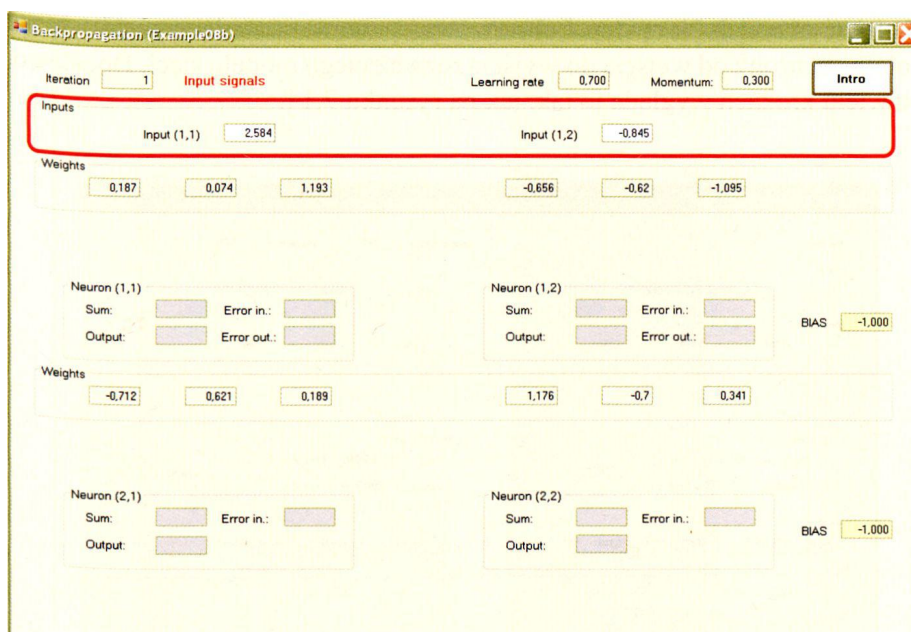 Backpropagation (Example08b)
Iteration 1 Input signals Learning rate 0,700 Momentum: 0,300 Intro
Inputs
Input (1,1) 2,584 Input (1,2) -0,845
Weights
0,187 0,074 1,193 -0,656 -0,62 -1,095
Neuron (1,1) Neuron (1,2)
Sum: Error in.: Sum: Error in.:
BIAS -1,000
Output: Error out.: Output: Error out.:
Weights
-0,712 0,621 0,189 1,176 -0,7 0,341
Neuron (2,1) Neuron (2,2)
Sum: Error in.: Sum: Error in.:
BIAS -1,000
Output: Output: